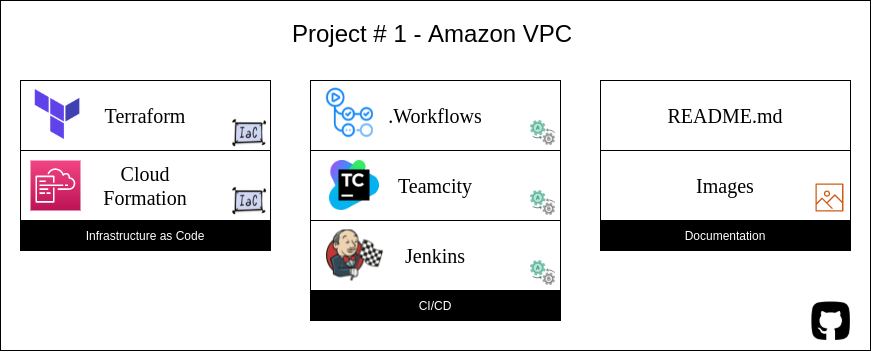 Project # 1 - Amazon VPC
Terraform
IaC
Cloud
Formation
IaC
Infrastructure as Code
.Workflows
TC
Teamcity
Jenkins
CI/CD
README.md
Images
Documentation